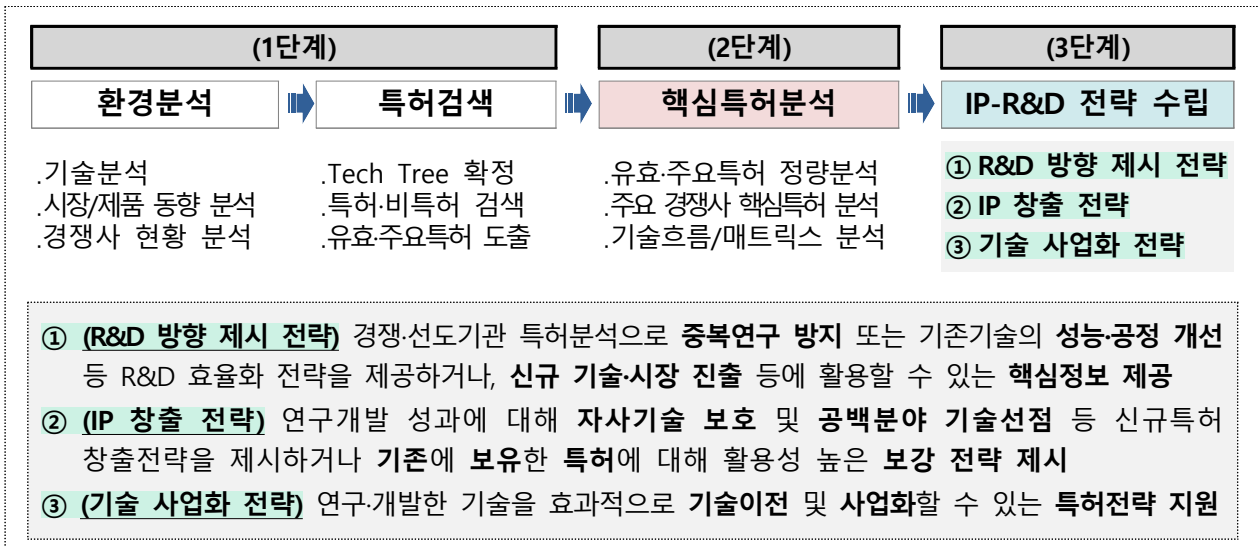 (1단계) (2단계) (3단계)
환경분석 특허검색 핵심특허분석 IP-R&D 전략 수립
.기술분석
.시장/제품 동향 분석
.경쟁사 현황 분석
.Tech Tree 확정
.특허·비특허 검색
.유효·주요특허 도출
.유효·주요특허 정량분석
.주요 경쟁사 핵심특허 분석
.기술흐름/매트릭스 분석
① R&D 방향 제시 전략
② IP 창출 전략
③ 기술 사업화 전략
① (R&D 방향 제시 전략) 경쟁·선도기관 특허분석으로 중복연구 방지 또는 기존기술의 성능·공정 개선
등 R&D 효율화 전략을 제공하거나, 신규 기술·시장 진출 등에 활용할 수 있는 핵심정보 제공
② (IP 창출 전략) 연구개발 성과에 대해 자사기술 보호 및 공백분야 기술선점 등 신규특허
창출전략을 제시하거나 기존에 보유한 특허에 대해 활용성 높은 보강 전략 제시
③ (기술 사업화 전략) 연구·개발한 기술을 효과적으로 기술이전 및 사업화할 수 있는 특허전략 지원